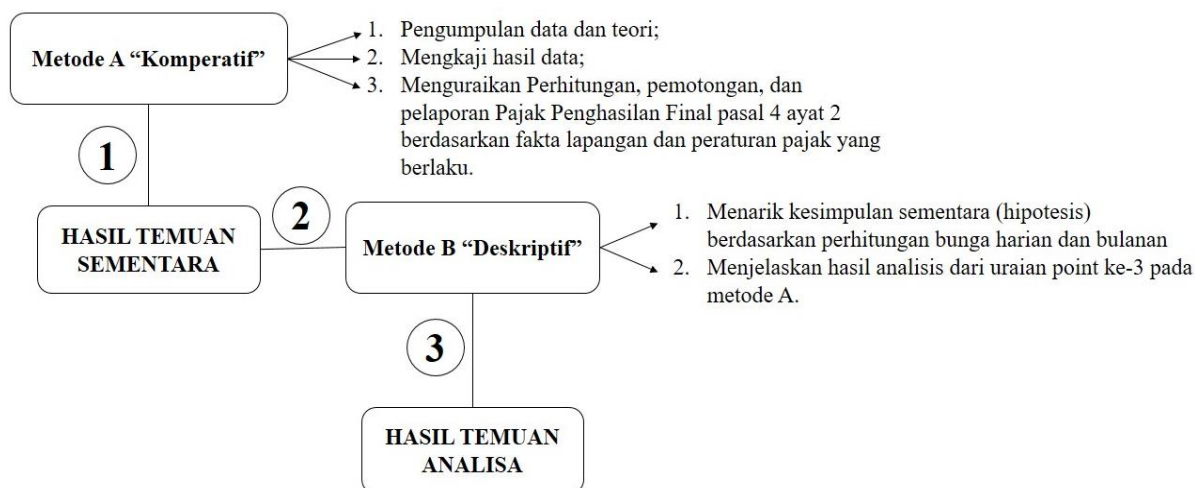 Metode A “Komperatif”
1. Pengumpulan data dan teori;
2. Mengkaji hasil data;
3. Menguraikan Perhitungan, pemotongan, dan
pelaporan Pajak Penghasilan Final pasal 4 ayat 2
berdasarkan fakta lapangan dan peraturan pajak yang
berlaku.
1
HASIL TEMUAN
SEMENTARA
2
Metode B “Deskriptif”
1. Menarik kesimpulan sementara (hipotesis)
berdasarkan perhitungan bunga harian dan bulanan
2. Menjelaskan hasil analisis dari uraian point ke-3 pada
metode A.
3
HASIL TEMUAN
ANALISA